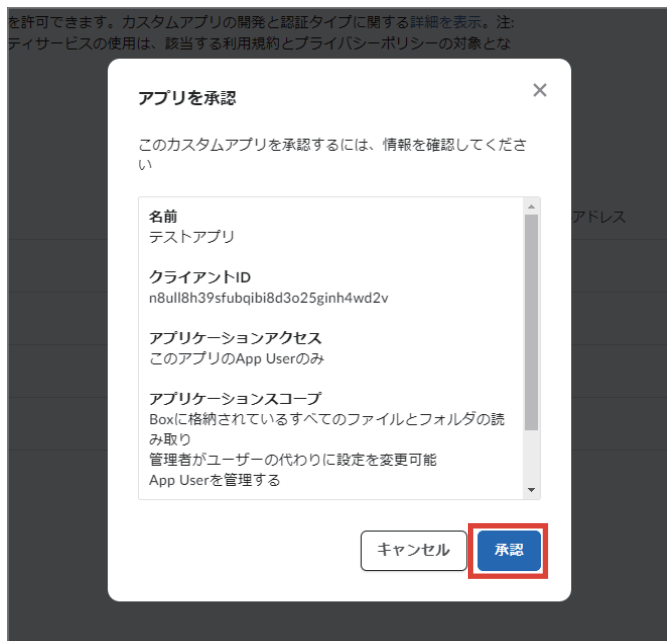 を許可できます。カスタムアプリの開発と認証タイプに関する詳細を表示。注:
ティサービスの使用は、該当する利用規約とプライバシーポリシーの対象とな
アプリを承認
このカスタムアプリを承認するには、情報を確認してくださ
い
名前
テストアプリ
アドレス
クライアントID
n8ull8h39sfubqibi8d3o25ginh4wd2v
アプリケーションアクセス
このアプリのApp Userのみ
アプリケーションスコープ
Boxに格納されているすべてのファイルとフォルダの読
み取り
管理者がユーザーの代わりに設定を変更可能
App Userを管理する
キャンセル
承認